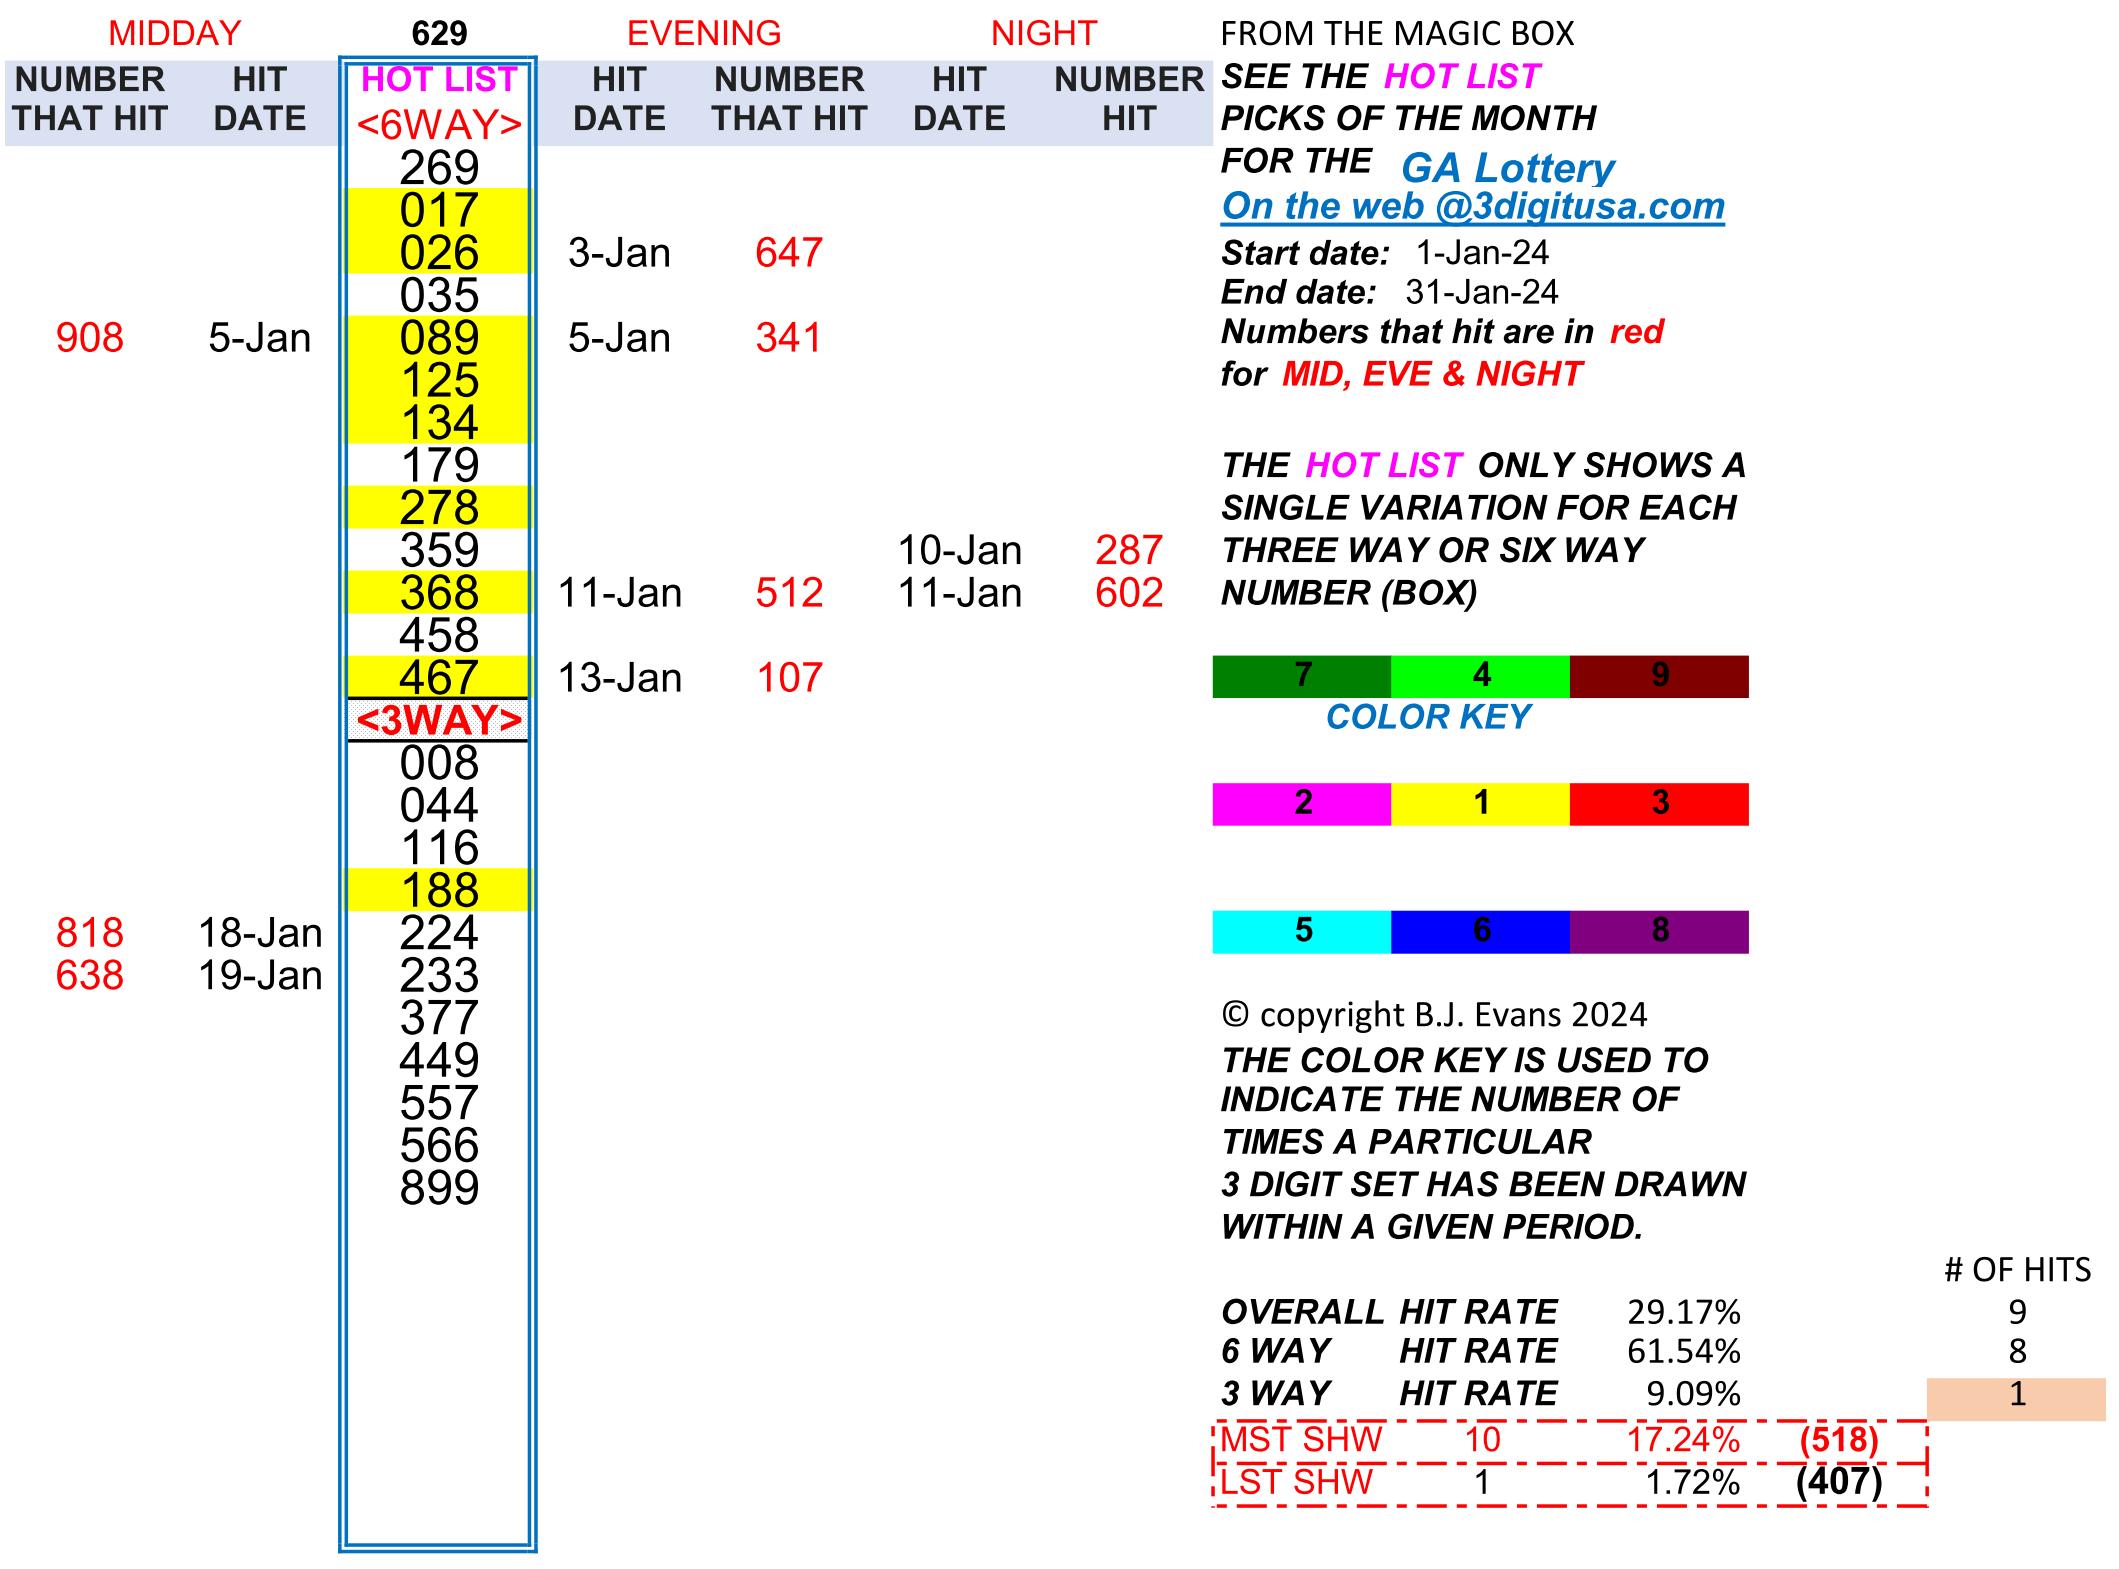 MIDDAY 629 EVENING NIGHT FROM THE MAGIC BOX
NUMBER HIT HOT LIST HIT NUMBER HIT NUMBER SEE THE HOT LIST
THAT HIT DATE <6WAY> DATE THAT HIT DATE HIT PICKS OF THE MONTH
269 FOR THE GA Lottery
017 On the web @3digitusa.com
026 3-Jan 647 Start date: 1-Jan-24
035 End date: 31-Jan-24
908 5-Jan 089 5-Jan 341 Numbers that hit are in red
125 for MID, EVE & NIGHT
134
179 THE HOT LIST ONLY SHOWS A
278 SINGLE VARIATION FOR EACH
359 10-Jan 287 THREE WAY OR SIX WAY
368 11-Jan 512 11-Jan 602 NUMBER (BOX)
458
467 13-Jan 107 7 4 9
<3WAY> COLOR KEY
008
044 2 1 3
116
188
818 18-Jan 224 5 6 8
638 19-Jan 233
377 © copyright B.J. Evans 2024
449 THE COLOR KEY IS USED TO
557 INDICATE THE NUMBER OF
566 TIMES A PARTICULAR
899 3 DIGIT SET HAS BEEN DRAWN
WITHIN A GIVEN PERIOD.
# OF HITS
OVERALL HIT RATE 29.17% 9
6 WAY HIT RATE 61.54% 8
3 WAY HIT RATE 9.09% 1
MST SHW 10 17.24% (518)
LST SHW 1 1.72% (407)